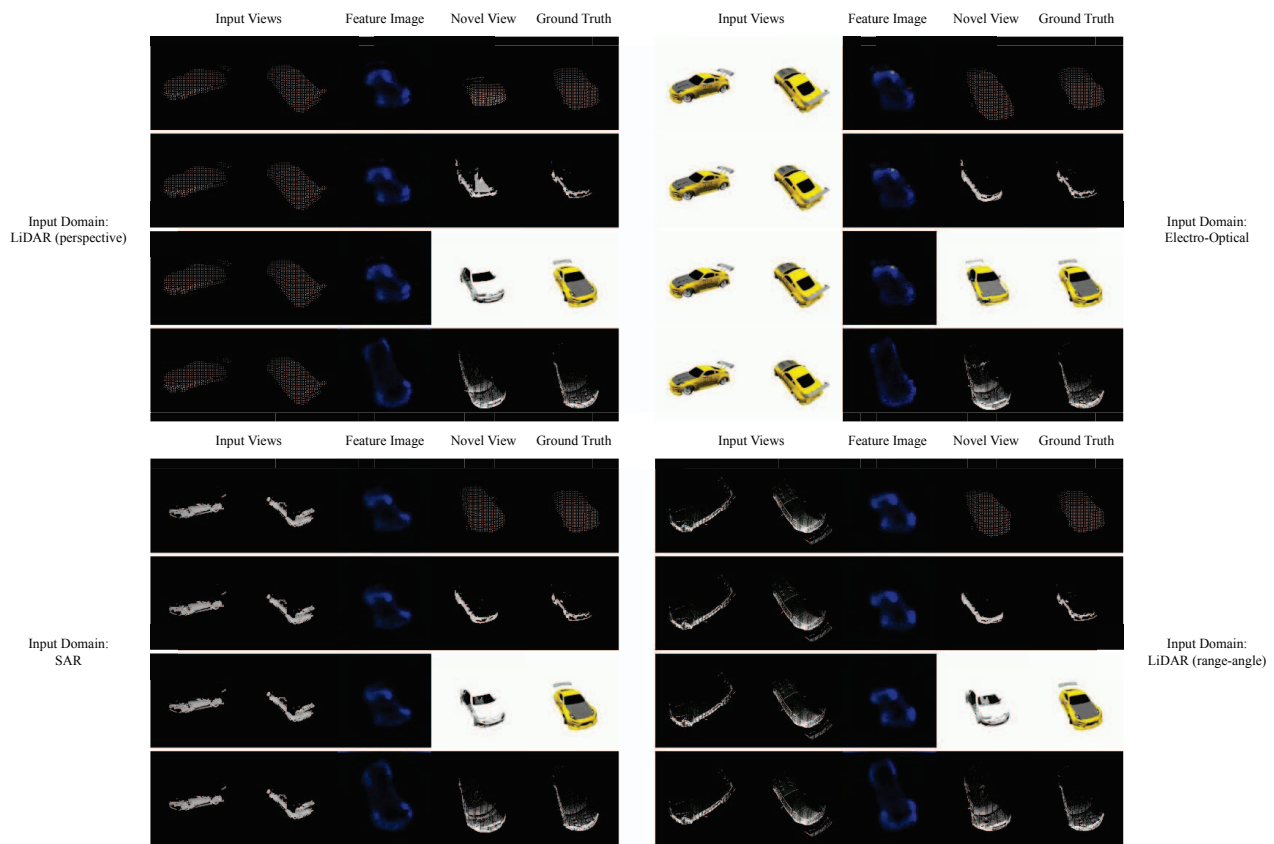 Input Views Feature Image Novel View Ground Truth
Input Views Feature Image Novel View Ground Truth
Input Domain:
LiDAR (perspective)
Input Domain:
Electro-Optical
Input Views Feature Image Novel View Ground Truth
Input Views Feature Image Novel View Ground Truth
Input Domain:
SAR
Input Domain:
LiDAR (range-angle)